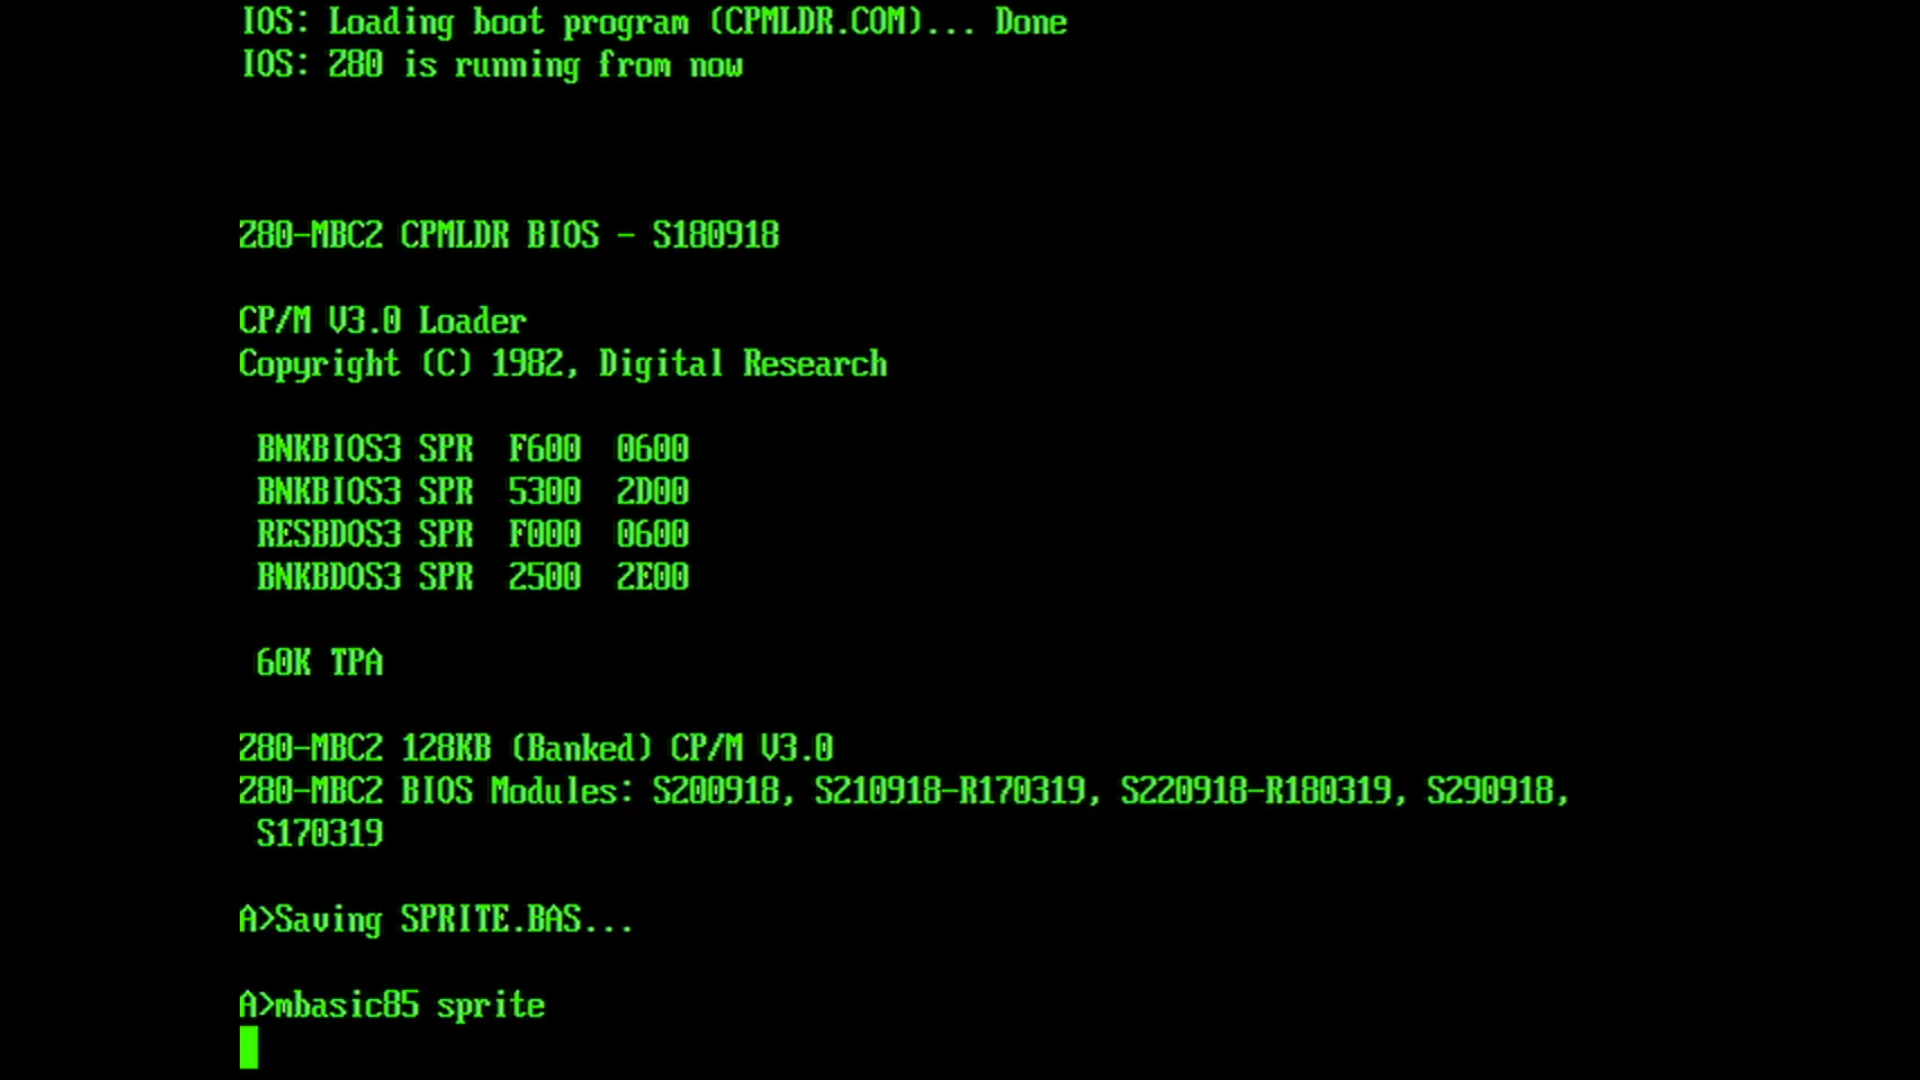 IOS: Loading boot program (CPMLDR.COM)... Done
IOS: Z80 is running from now
Z80-MBC2 CPMLDR BIOS - S180918
CP/M V3.0 Loader
Copyright (C) 1982, Digital Research
BNKBIOS3 SPR  F600  0600
BNKBIOS3 SPR  5300  2D00
RESBDOS3 SPR  F000  0600
BNKBDOS3 SPR  2500  2E00
60K TPA
Z80-MBC2 128KB (Banked) CP/M V3.0
Z80-MBC2 BIOS Modules: S200918, S210918-R170319, S220918-R180319, S290918,
S170319
A>Saving SPRITE.BAS...
A>mbasic85 sprite